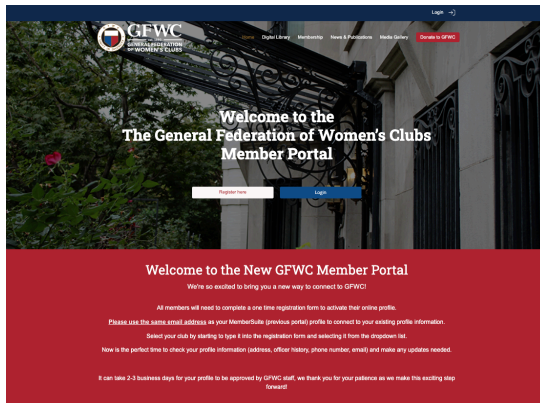 Login
GFWC
GENERAL FEDERATION
OF WOMEN'S CLUBS
Home Digital Library Membership News & Publications Media Gallery Donate to GFWC
Welcome to the
The General Federation of Women's Clubs
Member Portal
Register here Login
Welcome to the New GFWC Member Portal
We're so excited to bring you a new way to connect to GFWC!
All members will need to complete a one time registration form to activate their online profile.
Please use the same email address as your MemberSuite (previous portal) profile to connect to your existing profile information.
Select your club by starting to type it into the registration form and selecting it from the dropdown list.
Now is the perfect time to check your profile information (address, officer history, phone number, email) and make any updates needed.
It can take 2-3 business days for your profile to be approved by GFWC staff, we thank you for your patience as we make this exciting step
forward!